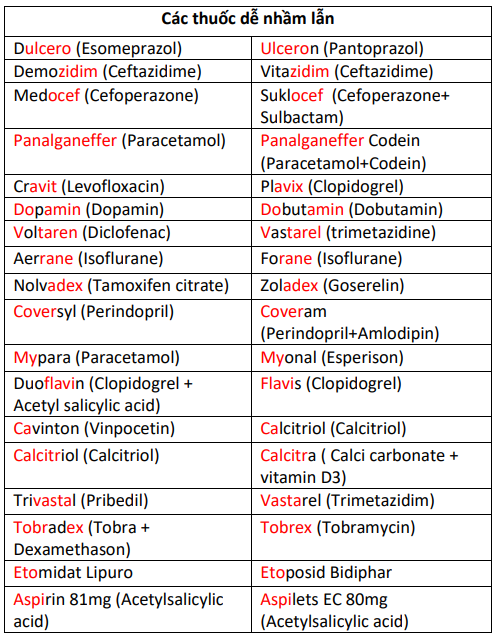 Các thuốc dễ nhầm lẫn
Dulcero (Esomeprazol)
Ulceron (Pantoprazol)
Demozidim (Ceftazidime)
Vitazidim (Ceftazidime)
Medocef (Cefoperazone)
Suklocef (Cefoperazone+
Sulbactam)
Panalganeffer (Paracetamol)
Panalganeffer Codein
(Paracetamol+Codein)
Cravit (Levofloxacin)
Plavix (Clopidogrel)
Dopamin (Dopamin)
Dobutamin (Dobutamin)
Voltaren (Diclofenac)
Vastarel (trimetazidine)
Aerrane (Isoflurane)
Forane (Isoflurane)
Nolvadex (Tamoxifen citrate)
Zoladex (Goserelin)
Coversyl (Perindopril)
Coveram
(Perindopril+Amlodipin)
Mypara (Paracetamol)
Myonal (Esperison)
Duoflavin (Clopidogrel +
Acetyl salicylic acid)
Flavis (Clopidogrel)
Cavinton (Vinpocetin)
Calcitriol (Calcitriol)
Calcitriol (Calcitriol)
Calcitra ( Calci carbonate +
vitamin D3)
Trivastal (Pribedil)
Vastarel (Trimetazidim)
Tobradex (Tobra +
Dexamethason)
Tobrex (Tobramycin)
Etomidat Lipuro
Etoposid Bidiphar
Aspirin 81mg (Acetylsalicylic
acid)
Aspilets EC 80mg
(Acetylsalicylic acid)